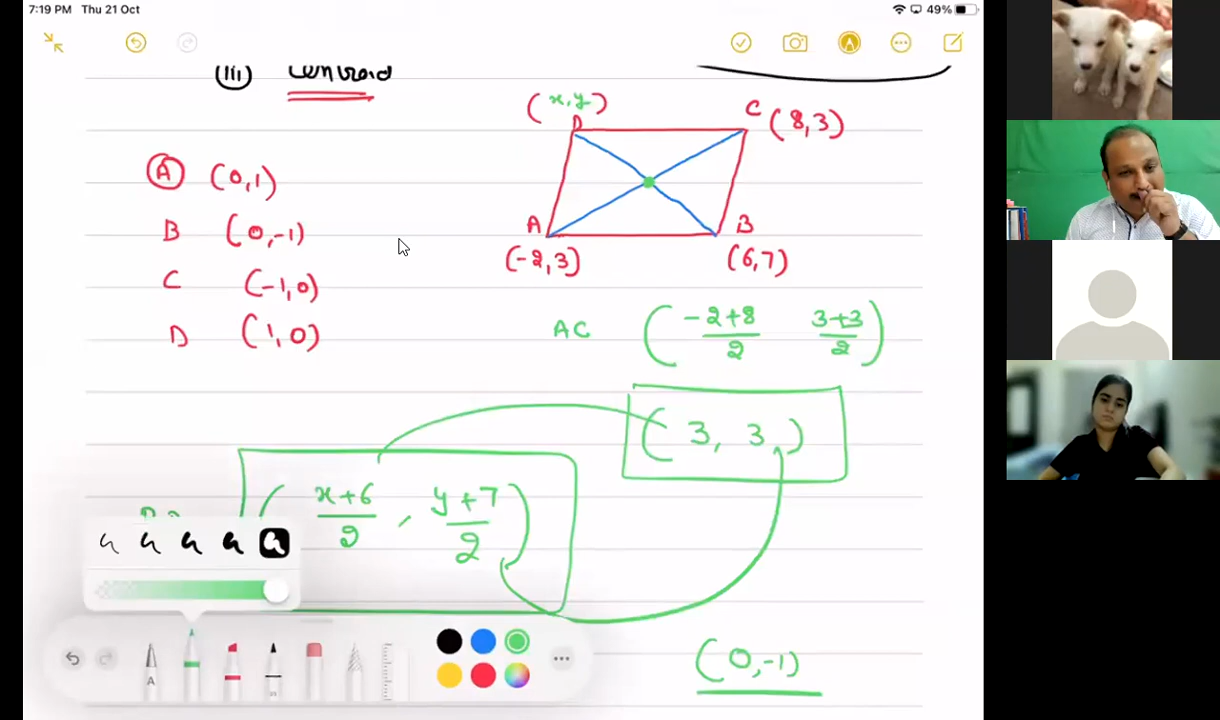 7:19 PM Thu 21 Oct
49%
(iii) Centroid
(x,y)
D
C (8,3)
A (0,1)
B (0,-1)
C (-1,0)
D (1,0)
A
B
(-2,3)
(6,7)
AC (-2+8/2 3+3/2)
(3, 3)
(x+6/2, y+7/2)
a a a a a
A
(0,-1)